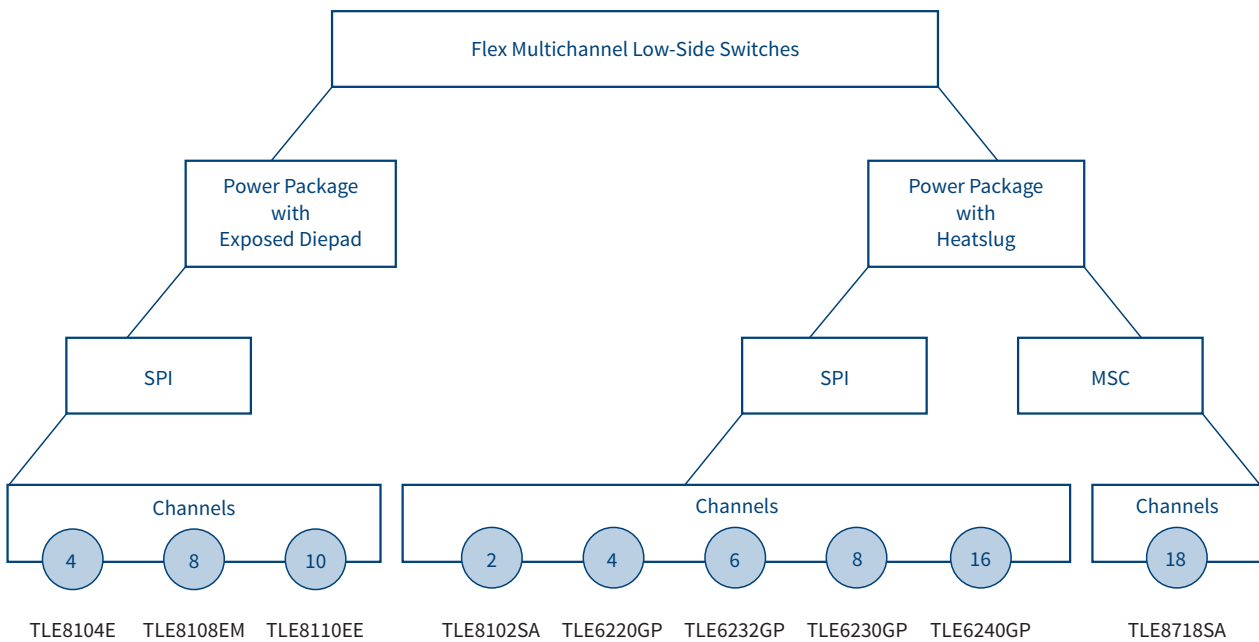 Flex Multichannel Low-Side Switches
Power Package
with
Exposed Diepad
Power Package
with
Heatslug
SPI
SPI
MSC
Channels
4
8
10
Channels
2
4
6
8
16
Channels
18
TLE8104E
TLE8108EM
TLE8110EE
TLE8102SA
TLE6220GP
TLE6232GP
TLE6230GP
TLE6240GP
TLE8718SA